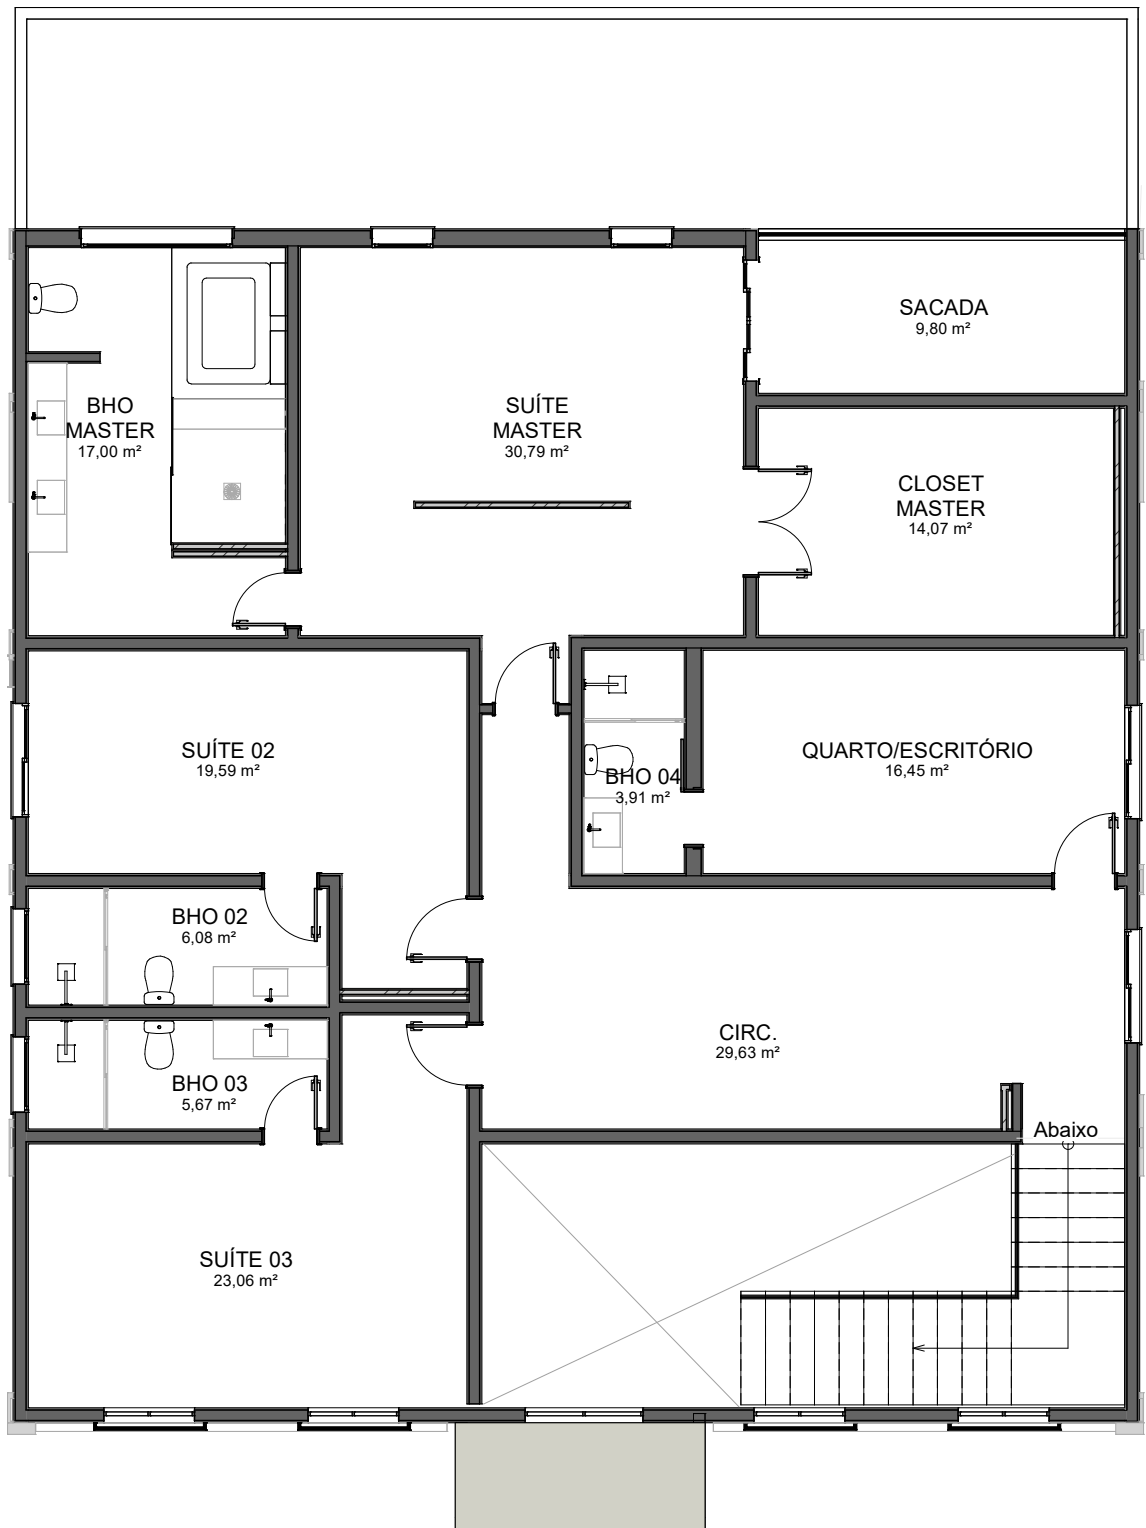 SACADA
9,80 m²
BHO
MASTER
17,00 m²
SUÍTE
MASTER
30,79 m²
CLOSET
MASTER
14,07 m²
SUÍTE 02
19,59 m²
BHO 04
3,91 m²
QUARTO/ESCRITÓRIO
16,45 m²
BHO 02
6,08 m²
CIRC.
29,63 m²
BHO 03
5,67 m²
Abaixo
SUÍTE 03
23,06 m²